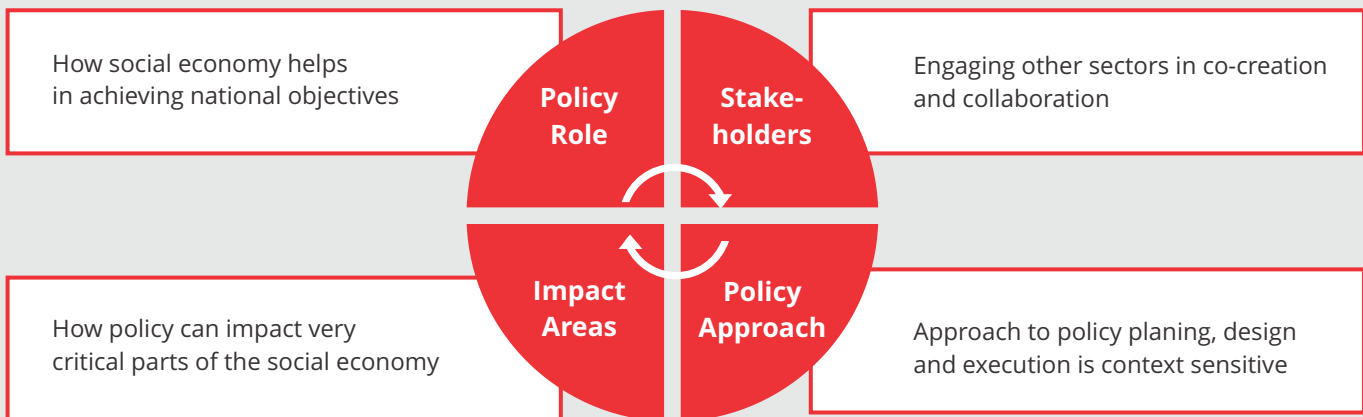 How social economy helps
in achieving national objectives
Policy
Role
Stake-
holders
Engaging other sectors in co-creation
and collaboration
How policy can impact very
critical parts of the social economy
Impact
Areas
Policy
Approach
Approach to policy planing, design
and execution is context sensitive